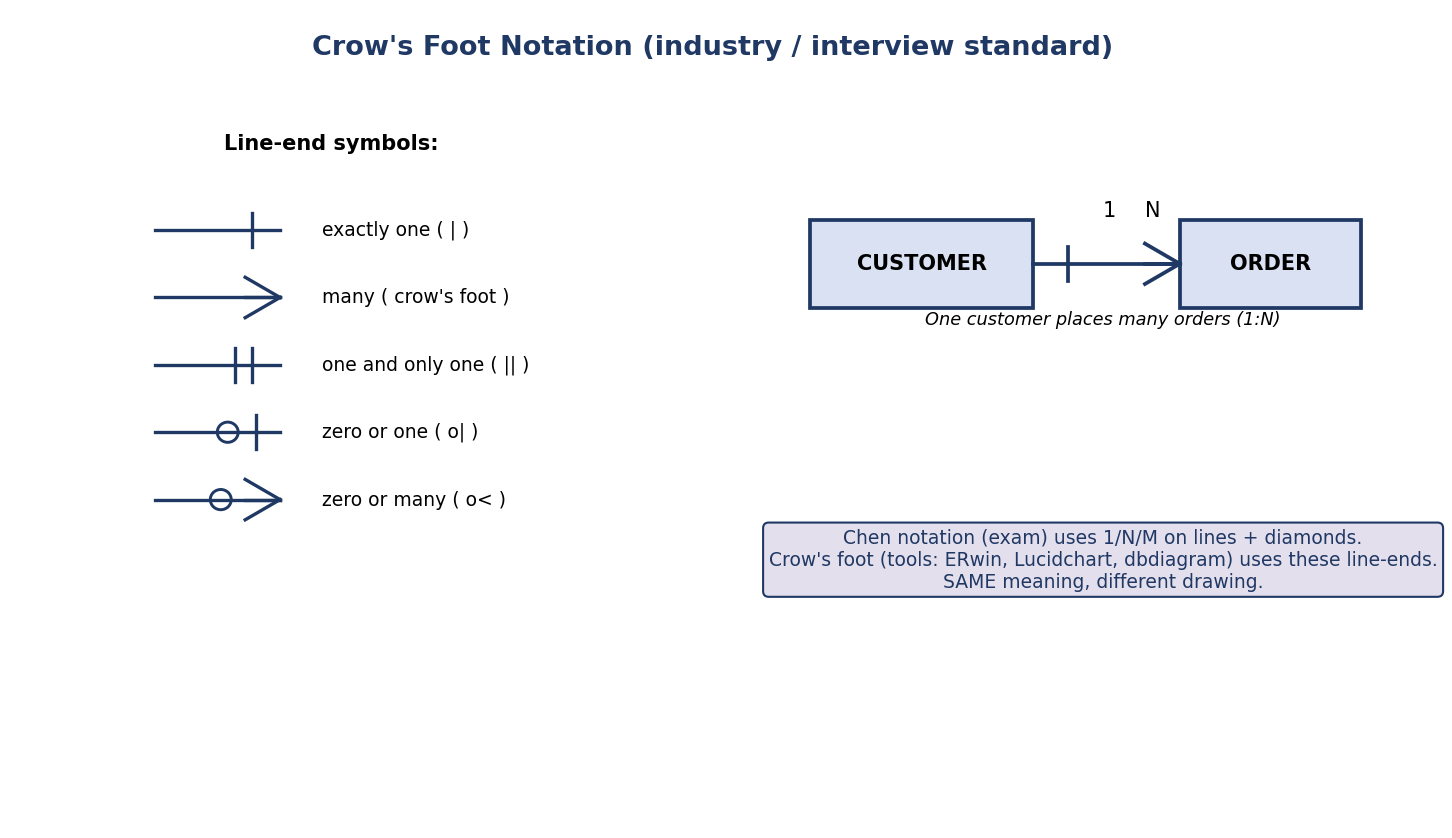 Crow's Foot Notation (industry / interview standard)
Line-end symbols:
exactly one ( | )
many ( crow's foot )
one and only one ( || )
zero or one ( o| )
zero or many ( o< )
1 N
CUSTOMER
ORDER
One customer places many orders (1:N)
Chen notation (exam) uses 1/N/M on lines + diamonds.
Crow's foot (tools: ERwin, Lucidchart, dbdiagram) uses these line-ends.
SAME meaning, different drawing.